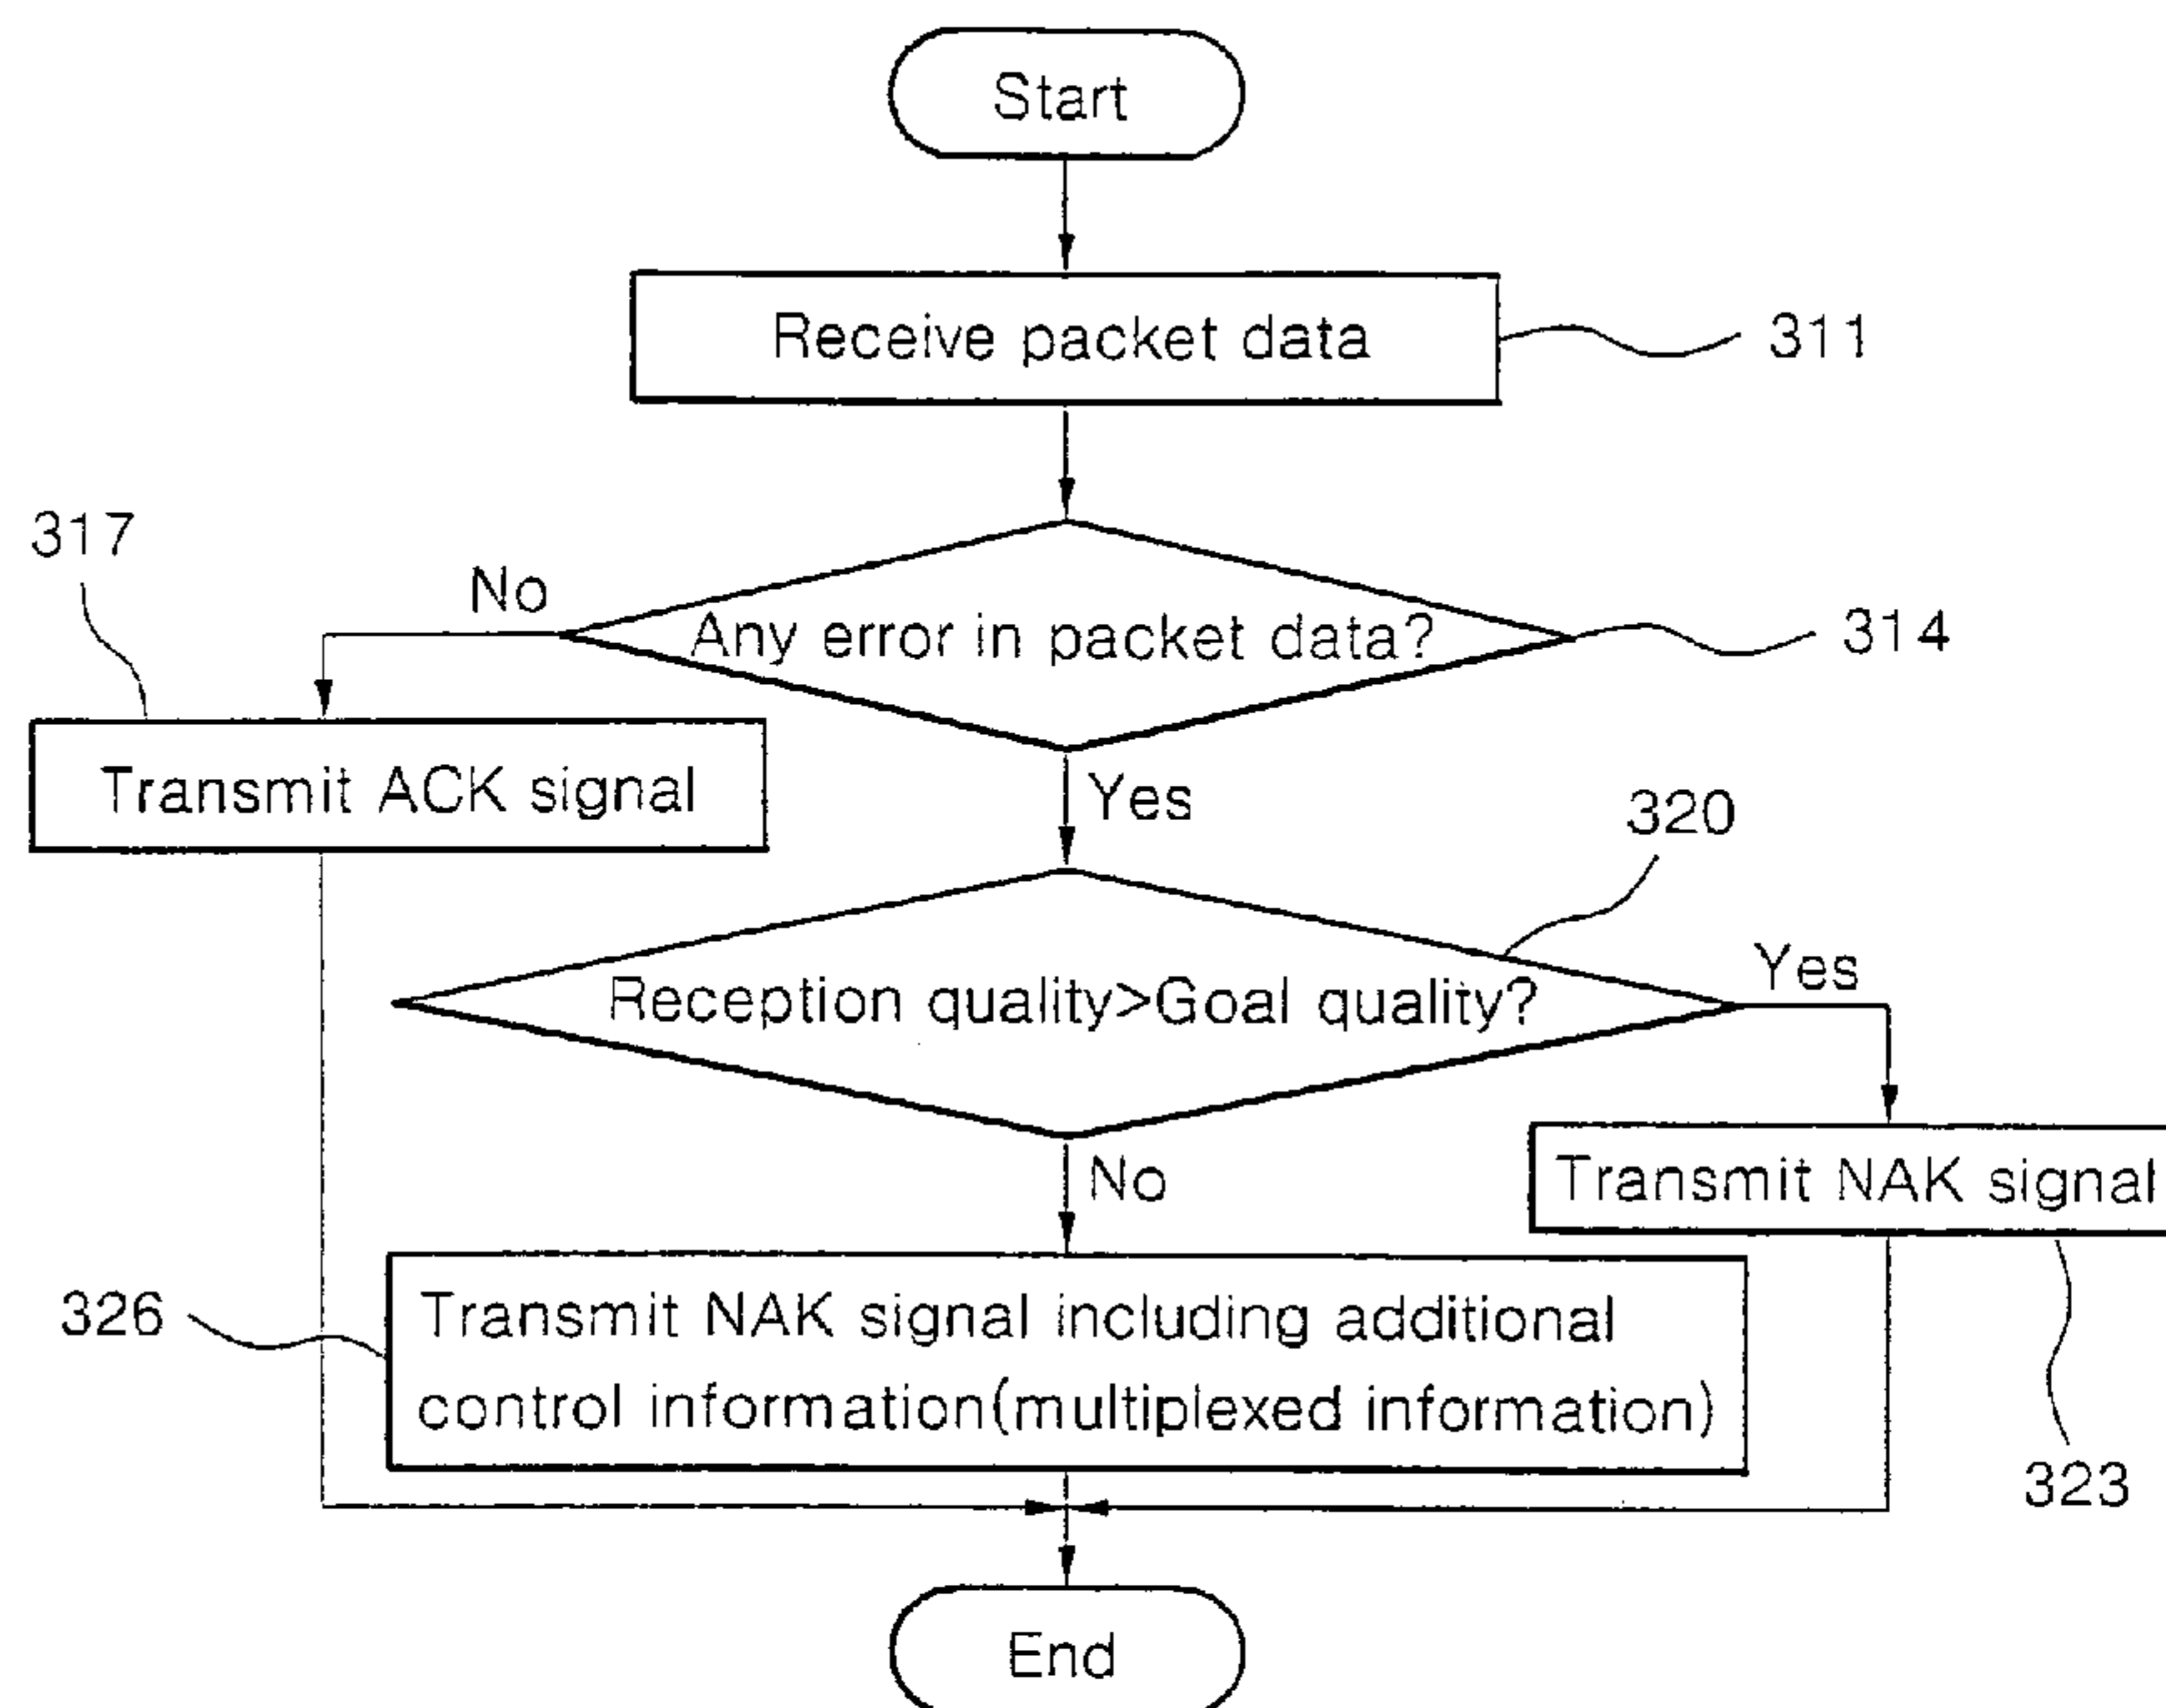 Start
Receive packet data
311
317
No
Any error in packet data?
314
Transmit ACK signal
Yes
320
Reception quality>Goal quality?
Yes
No
Transmit NAK signal
326
Transmit NAK signal including additional
control information(multiplexed information)
323
End